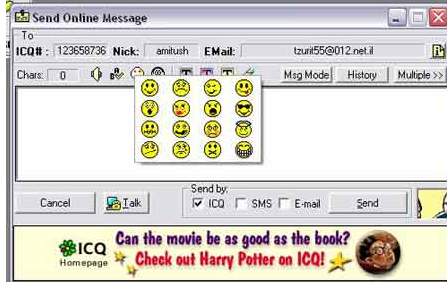 Send Online Message
To
ICQ# : 123658736 Nick: amitush EMail: tzurit55@012.net.il
Chars: 0 T T T Msg Mode History Multiple >>
Cancel Talk Send by: ICQ SMS E-mail Send
ICQ Homepage
Can the movie be as good as the book?
Check out Harry Potter on ICQ!